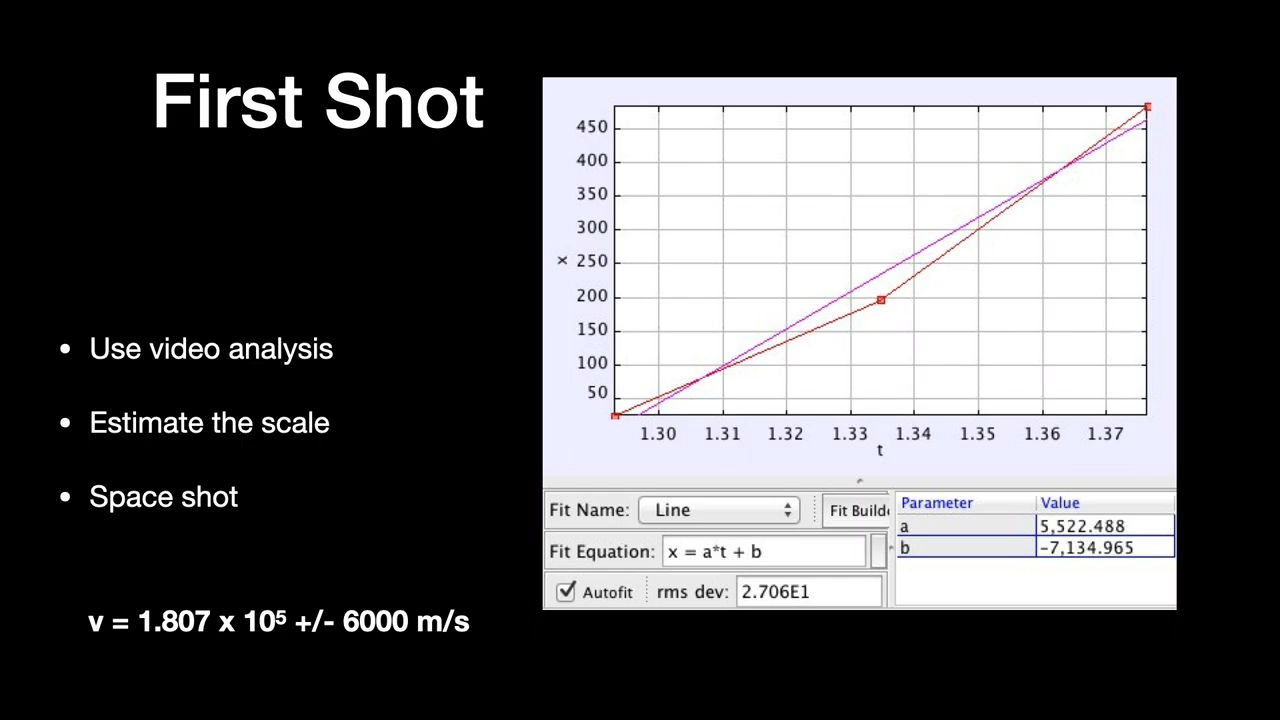 First Shot
• Use video analysis
• Estimate the scale
• Space shot
v = 1.807 x 10⁵ +/- 6000 m/s
450
400
350
300
x 250
200
150
100
50
1.30 1.31 1.32 1.33 1.34 1.35 1.36 1.37
t
Fit Name: Line Fit Builde
Fit Equation: x = a*t + b
Autofit rms dev: 2.706E1
Parameter Value
a 5,522.488
b −7,134.965